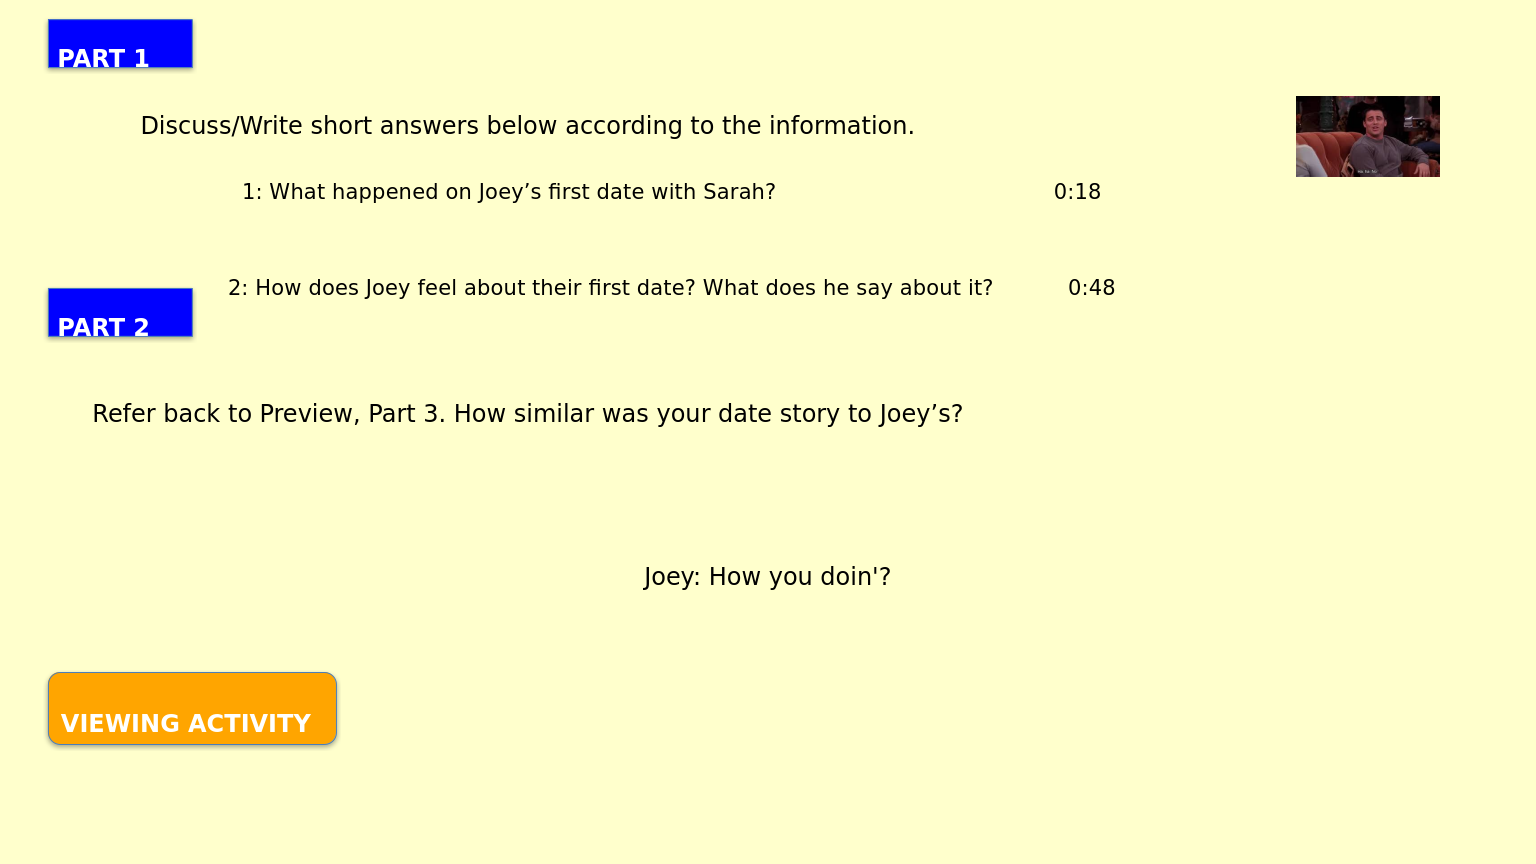 PART 1
Discuss/Write short answers below according to the information.
1: What happened on Joey’s first date with Sarah? 0:18
2: How does Joey feel about their first date? What does he say about it? 0:48
PART 2
Refer back to Preview, Part 3. How similar was your date story to Joey’s?
Joey: How you doin'?
VIEWING ACTIVITY